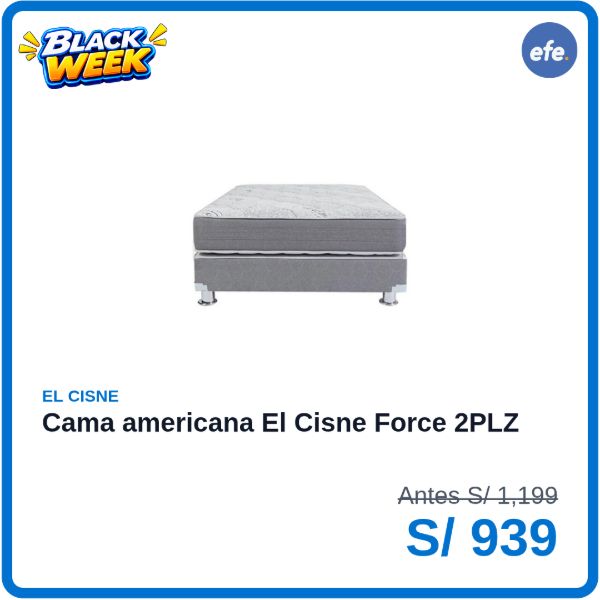 BLACK
WEEK
efe.
EL CISNE
Cama americana El Cisne Force 2PLZ
Antes S/ 1,199
S/ 939